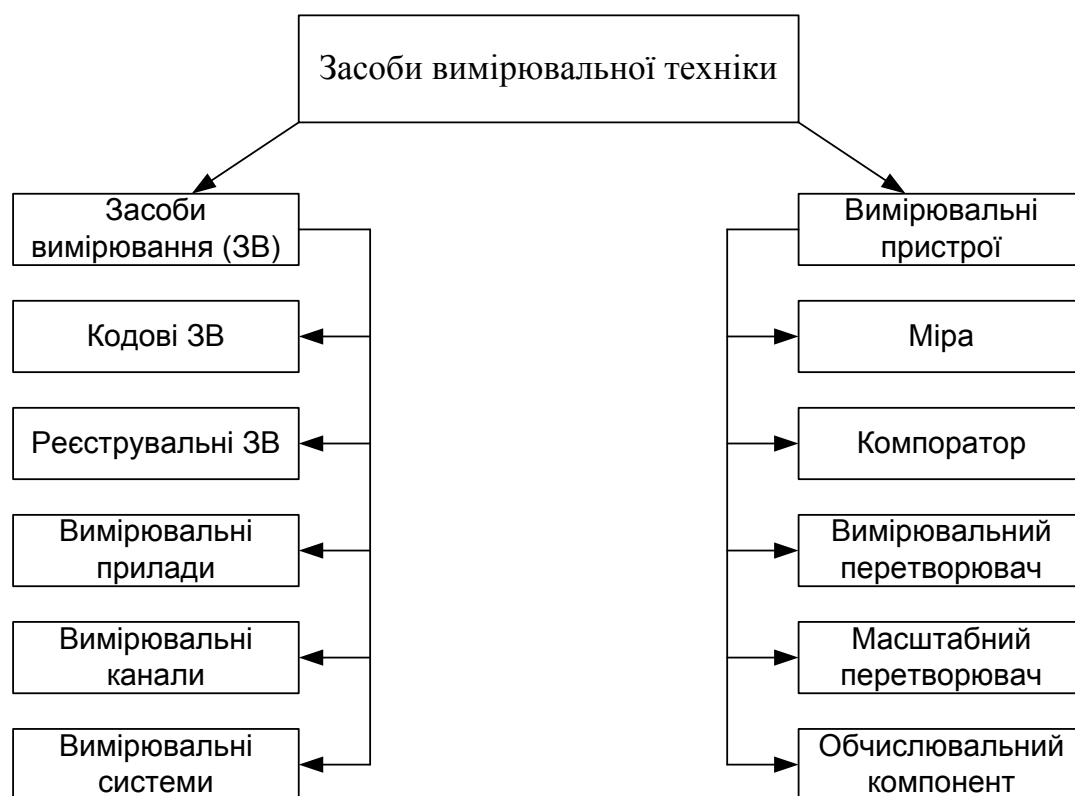 Засоби вимірювальної техніки
Засоби
вимірювання (ЗВ)
Кодові ЗВ
Реєструвальні ЗВ
Вимірювальні
прилади
Вимірювальні
канали
Вимірювальні
системи
Вимірювальні
пристрої
Міра
Компоратор
Вимірювальний
перетворювач
Масштабний
перетворювач
Обчислювальний
компонент